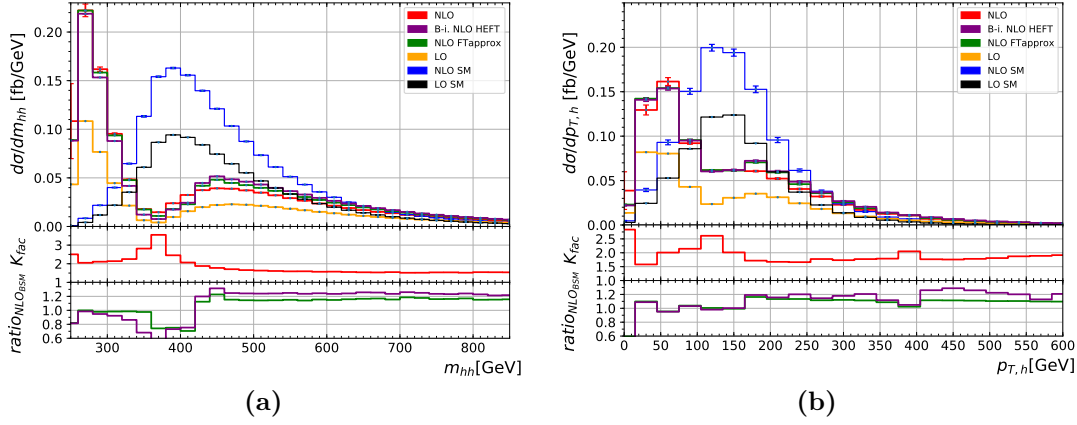 dσ/dm_hh [fb/GeV]
0.20
0.15
0.10
0.05
0.00
NLO
B-i. NLO HEFT
NLO FTapprox
LO
NLO SM
LO SM
K_fac
3
2
1
ratio_NLO_BSM
1.2
1.0
0.8
0.6
300 400 500 600 700 800
m_hh[GeV]
(a)
dσ/dp_T,h [fb/GeV]
0.20
0.15
0.10
0.05
0.00
NLO
B-i. NLO HEFT
NLO FTapprox
LO
NLO SM
LO SM
K_fac
2.5
2.0
1.5
1.0
ratio_NLO_BSM
1.2
1.0
0.8
0.6
0 50 100 150 200 250 300 350 400 450 500 550 600
p_T,h[GeV]
(b)